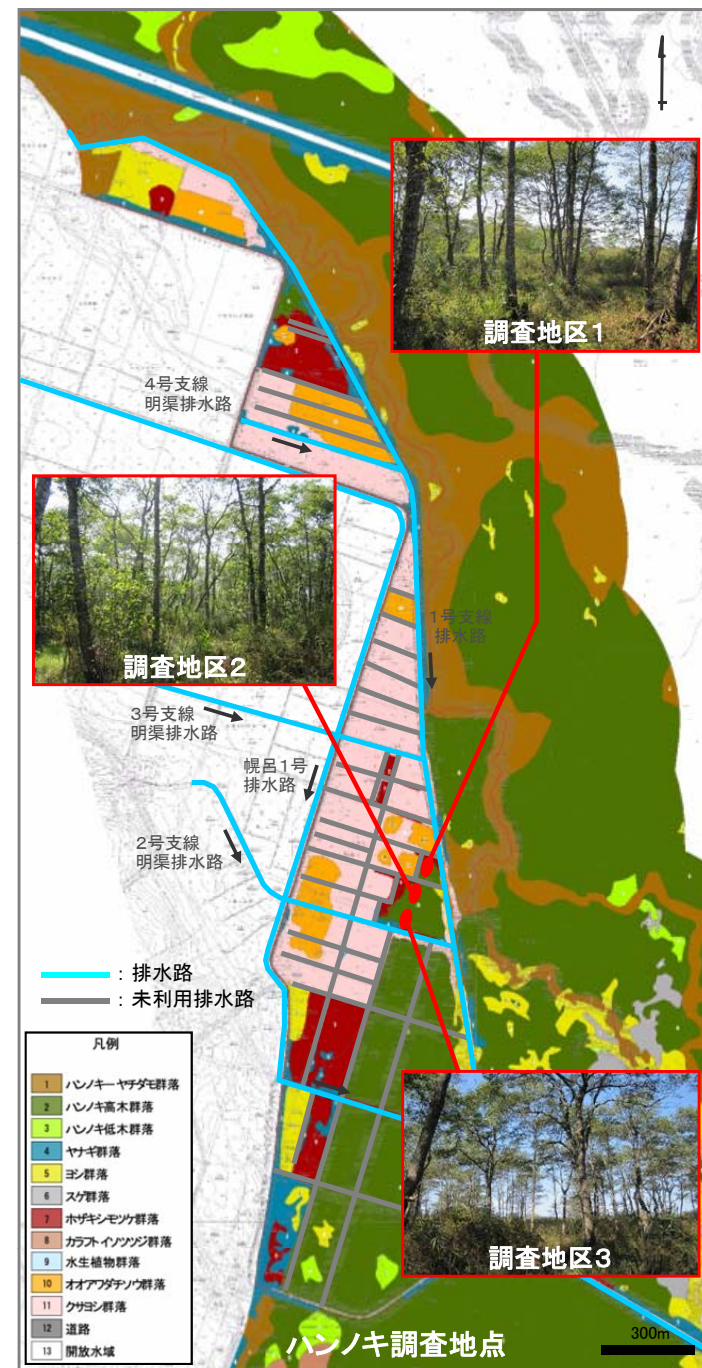 調査地区1
4号支線
明渠排水路
調査地区2
1号支線
排水路
3号支線
明渠排水路
幌呂1号
排水路
2号支線
明渠排水路
：排水路
：未利用排水路
凡例
1 ハンノキーヤチダモ群落
2 ハンノキ高木群落
3 ハンノキ低木群落
4 ヤナギ群落
5 ヨシ群落
6 スゲ群落
7 ホザキシモツケ群落
8 カラフトイソツツジ群落
9 水生植物群落
10 オオアワダチソウ群落
11 クサヨシ群落
12 道路
13 開放水域
調査地区3
ハンノキ調査地点
300m